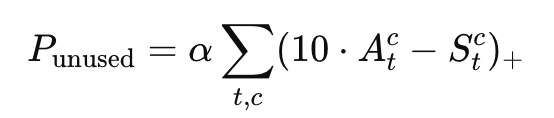 P_unused = α ∑_{t,c} (10 · A_t^c − S_t^c)_+